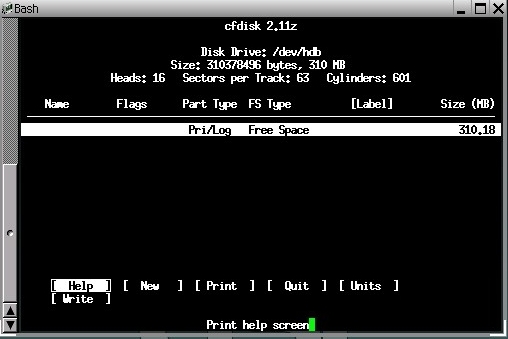 Bash
cfdisk 2.11z
Disk Drive: /dev/hdb
Size: 310378496 bytes, 310 MB
Heads: 16 Sectors per Track: 63 Cylinders: 601
Name Flags Part Type FS Type [Label] Size (MB)
Pri/Log Free Space 310.18
[ Help ] [ New ] [ Print ] [ Quit ] [ Units ]
[ Write ]
Print help screen